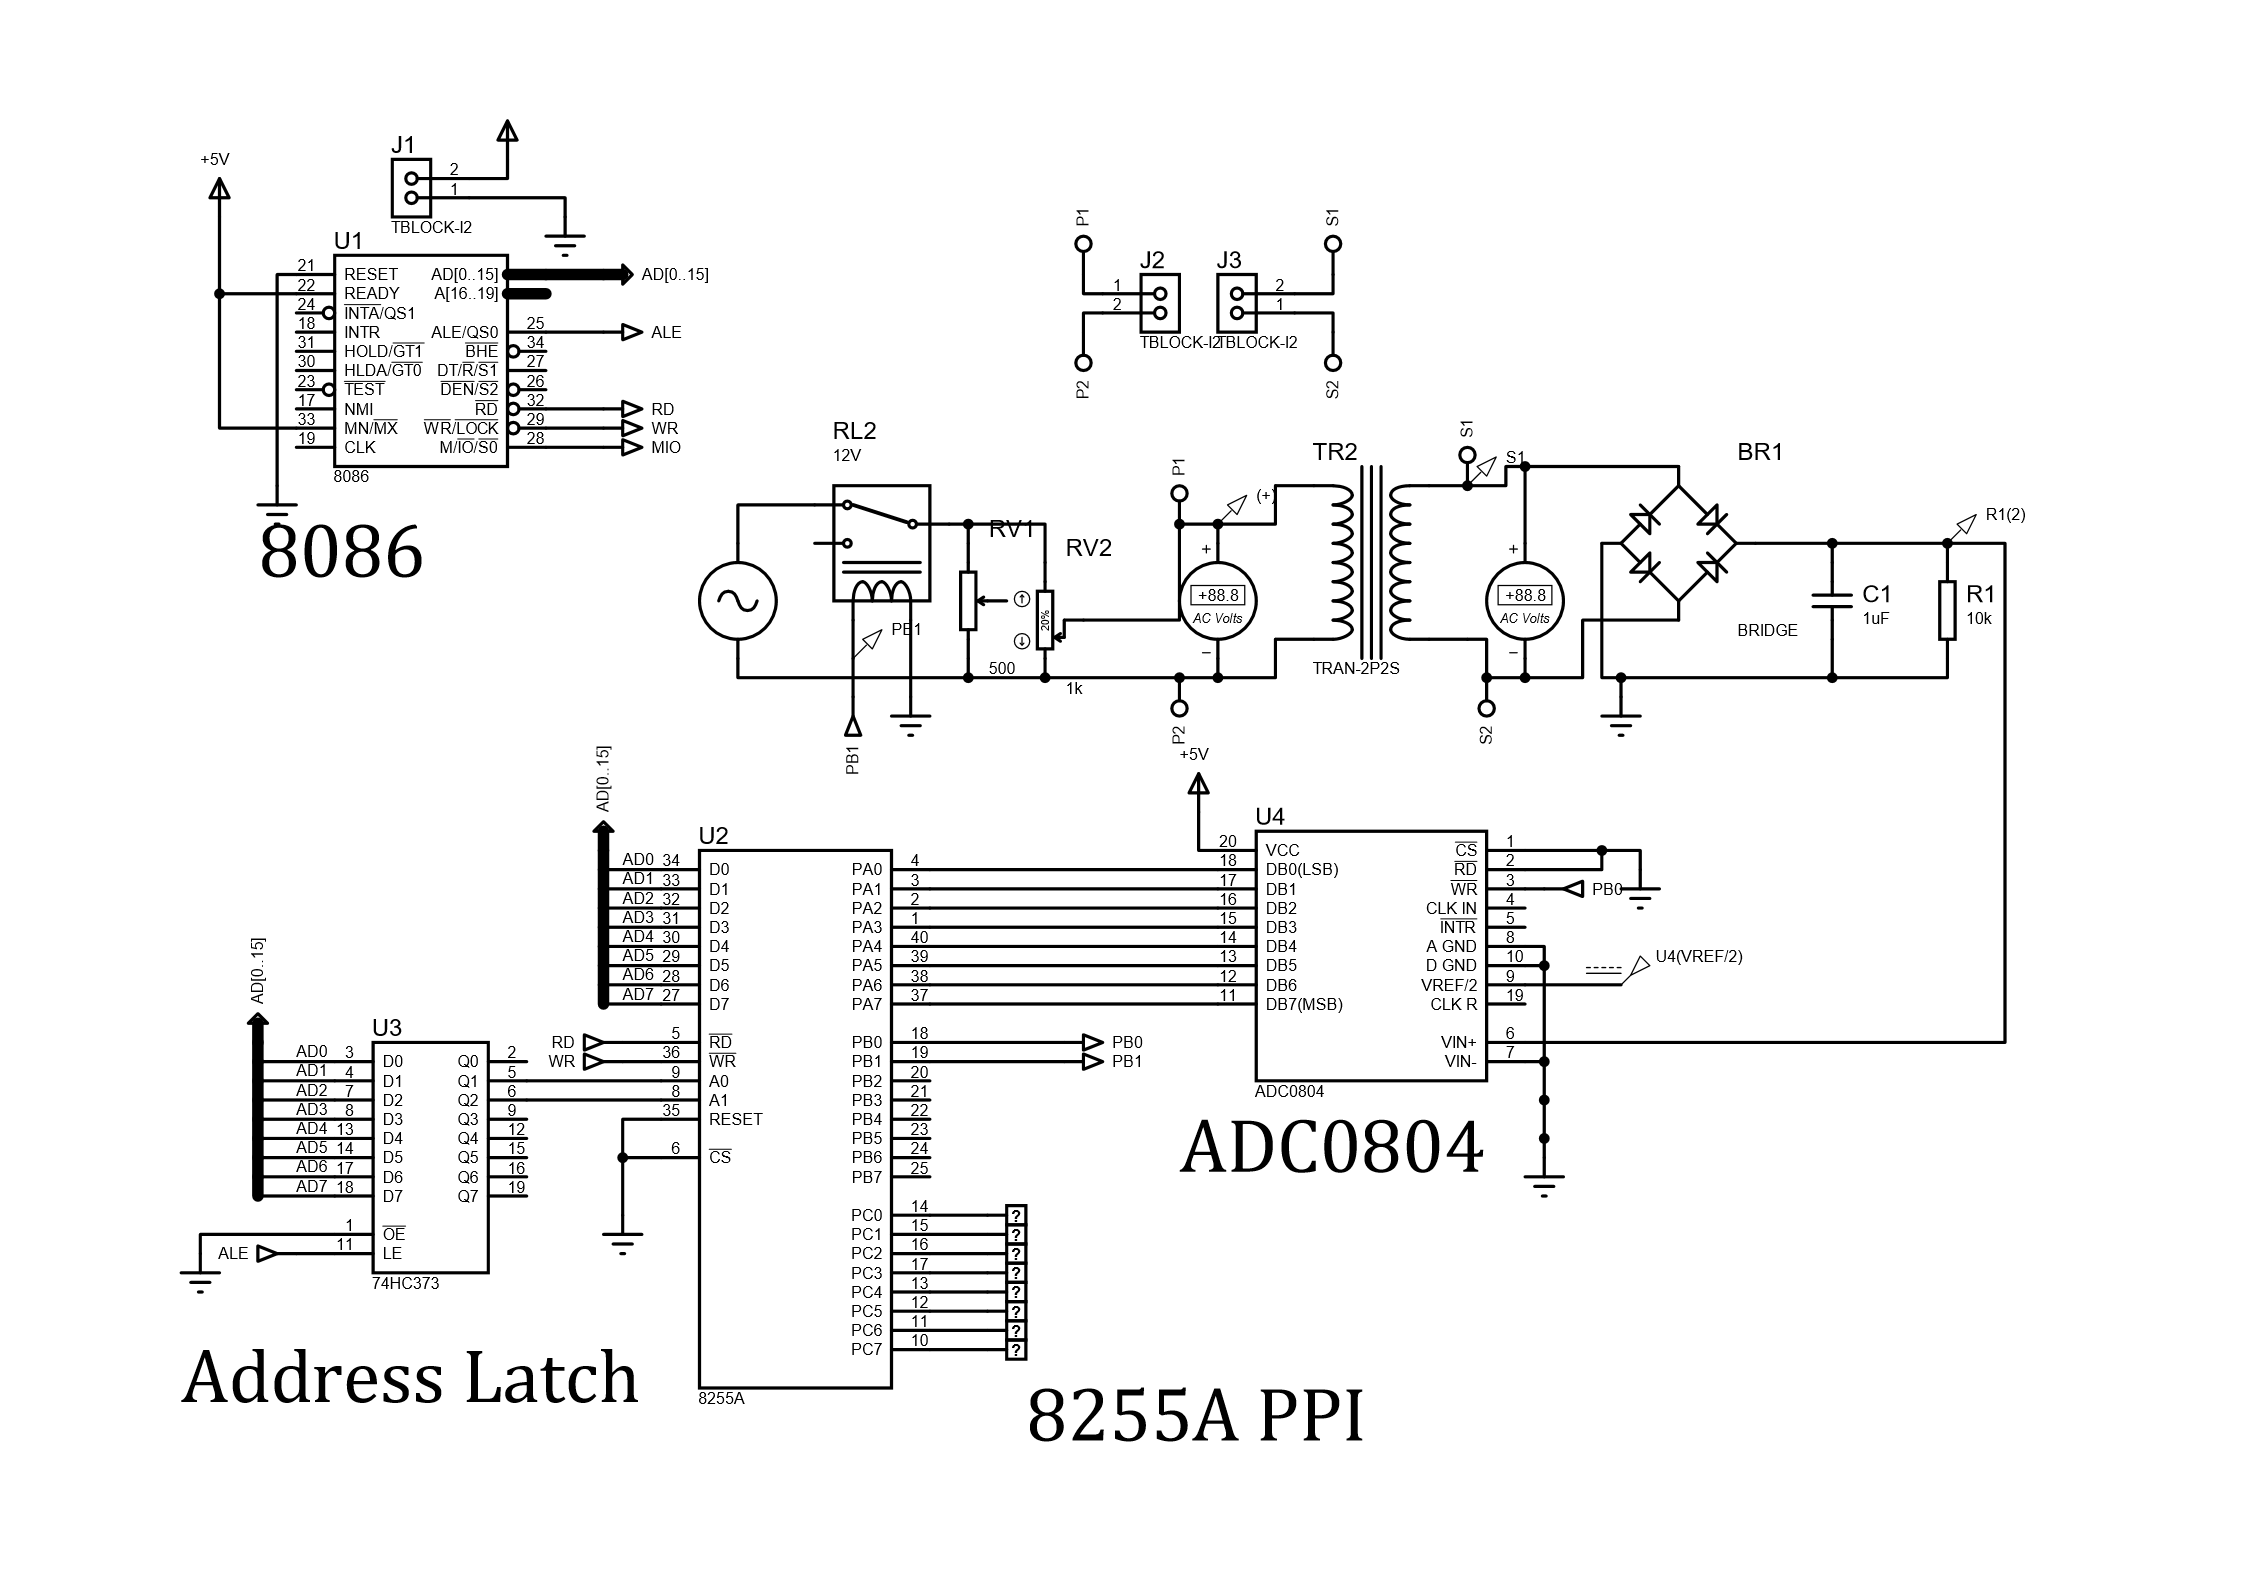 +5V
J1
2
1
TBLOCK-I2
U1
21
RESET
AD[0..15]
AD[0..15]
22
READY
A[16..19]
24
INTA/QS1
18
INTR
ALE/QS0
25
ALE
31
HOLD/GT1
BHE
34
30
HLDA/GT0
DT/R/S1
27
23
TEST
DEN/S2
26
17
NMI
RD
32
RD
33
MN/MX
WR/LOCK
29
WR
19
CLK
M/IO/S0
28
MIO
8086
8086
P1
S1
J2
J3
1
2
2
1
TBLOCK-I2
TBLOCK-I2
P2
S2
RL2
12V
PB1
PB1
RV1
500
RV2
20%
1k
P1
(+)
+
+88.8
AC Volts
−
P2
TR2
TRAN-2P2S
S1
S1
+
+88.8
AC Volts
−
S2
BR1
BRIDGE
R1(2)
C1
1uF
R1
10k
AD[0..15]
U2
AD0 34 D0
AD1 33 D1
AD2 32 D2
AD3 31 D3
AD4 30 D4
AD5 29 D5
AD6 28 D6
AD7 27 D7
RD 5 RD
WR 36 WR
9 A0
8 A1
35 RESET
6 CS
PA0 4
PA1 3
PA2 2
PA3 1
PA4 40
PA5 39
PA6 38
PA7 37
PB0 18 PB0
PB1 19 PB1
PB2 20
PB3 21
PB4 22
PB5 23
PB6 24
PB7 25
PC0 14 ?
PC1 15 ?
PC2 16 ?
PC3 17 ?
PC4 13 ?
PC5 12 ?
PC6 11 ?
PC7 10 ?
8255A
8255A PPI
+5V
U4
20 VCC
18 DB0(LSB)
17 DB1
16 DB2
15 DB3
14 DB4
13 DB5
12 DB6
11 DB7(MSB)
CS 1
RD 2
WR 3 PB0
CLK IN 4
INTR 5
A GND 8
D GND 10
VREF/2 9
U4(VREF/2)
CLK R 19
VIN+ 6
VIN- 7
ADC0804
ADC0804
AD[0..15]
U3
AD0 3 D0 Q0 2
AD1 4 D1 Q1 5
AD2 7 D2 Q2 6
AD3 8 D3 Q3 9
AD4 13 D4 Q4 12
AD5 14 D5 Q5 15
AD6 17 D6 Q6 16
AD7 18 D7 Q7 19
1 OE
ALE 11 LE
74HC373
Address Latch